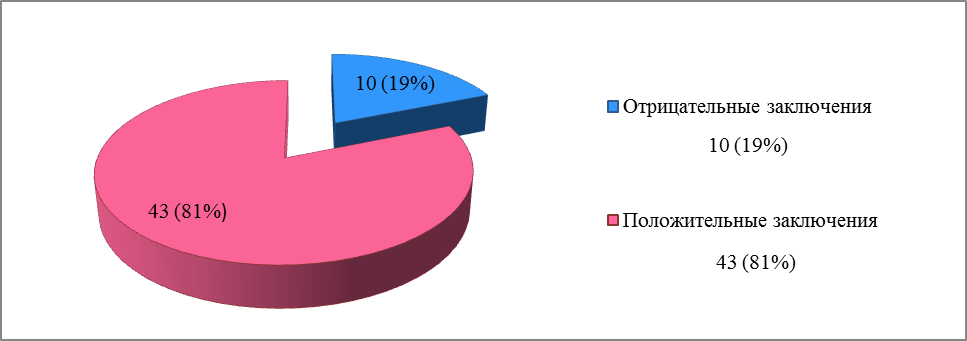 10 (19%)
43 (81%)
Отрицательные заключения
10 (19%)
Положительные заключения
43 (81%)